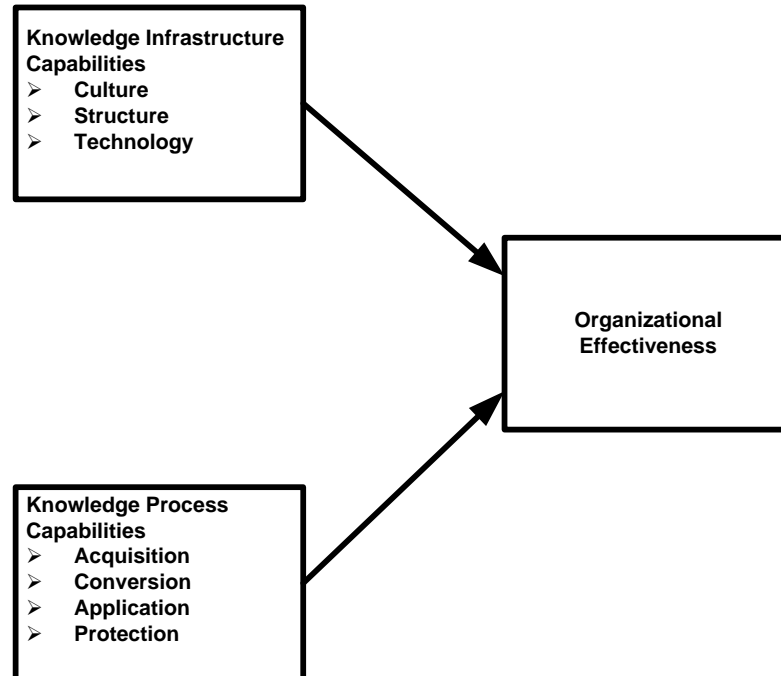 Knowledge Infrastructure
Capabilities
➢ Culture
➢ Structure
➢ Technology
Organizational
Effectiveness
Knowledge Process
Capabilities
➢ Acquisition
➢ Conversion
➢ Application
➢ Protection